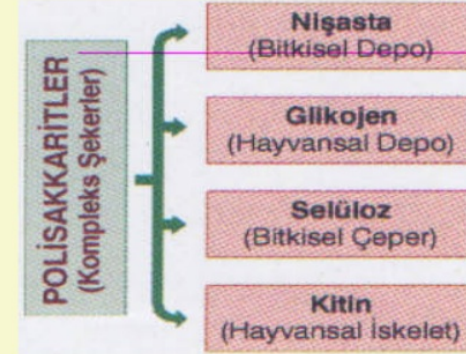 POLİSAKKARİTLER
(Kompleks Şekerler)
Nişasta
(Bitkisel Depo)
Glikojen
(Hayvansal Depo)
Selüloz
(Bitkisel Çeper)
Kitin
(Hayvansal İskelet)